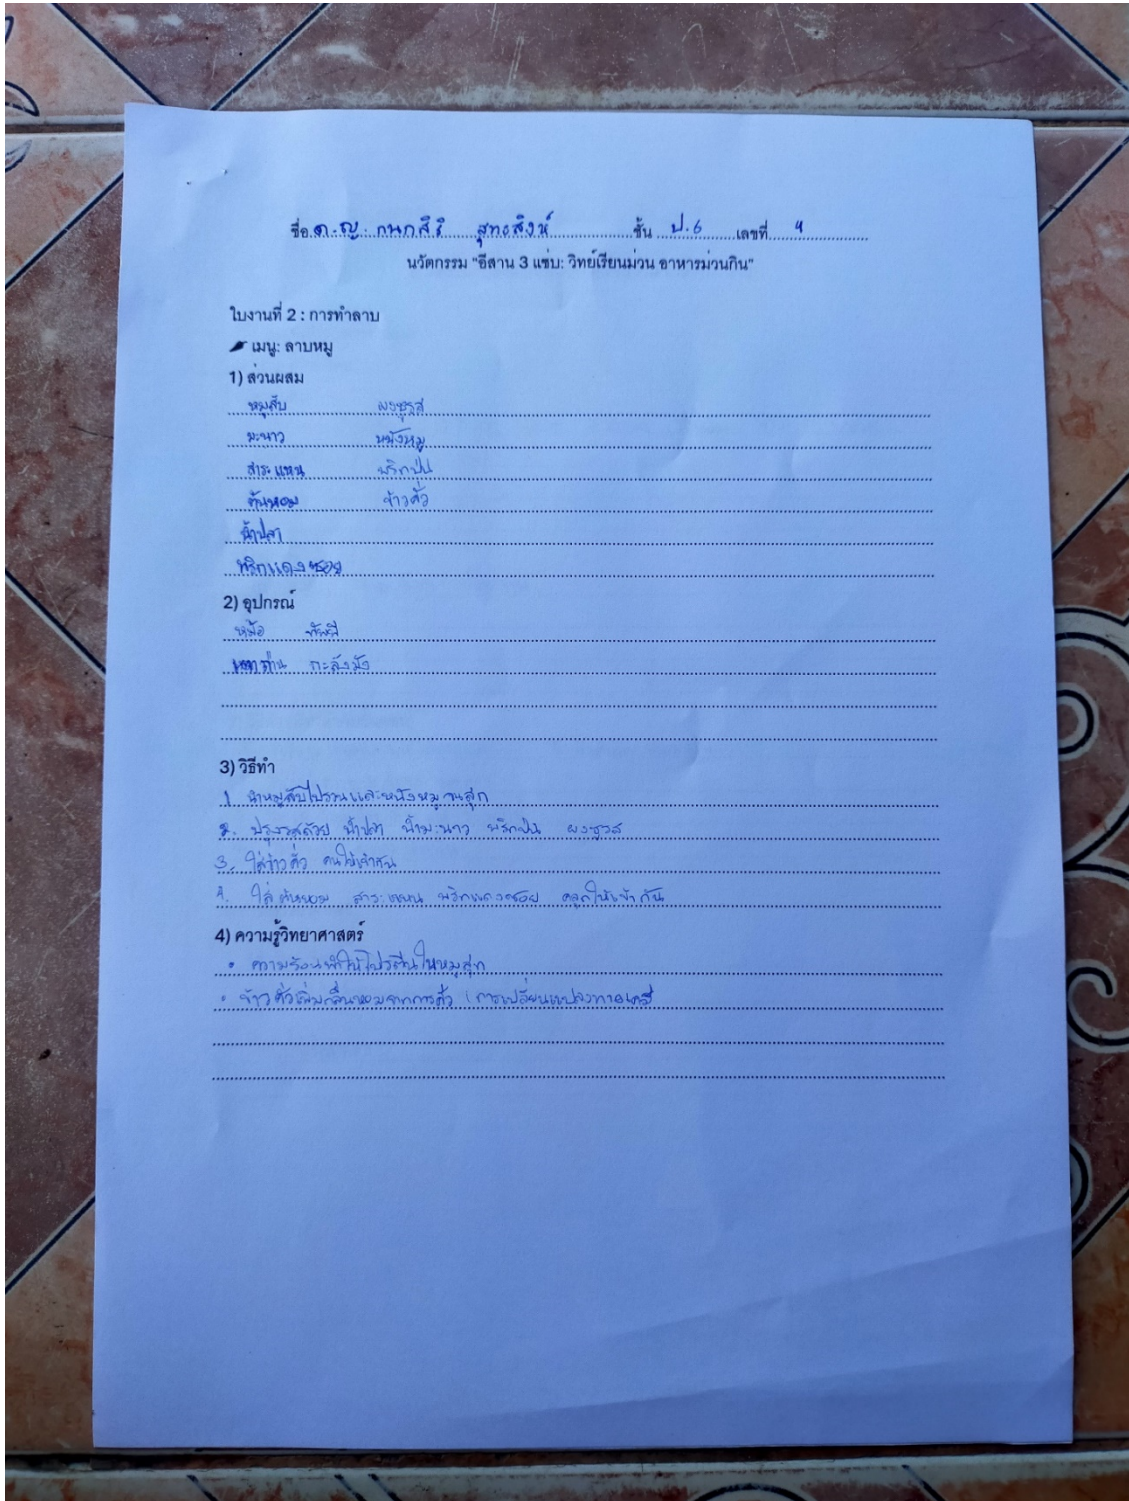 ชื่อ ด.ญ. กนกสิริ สุทธสิงห์ ชั้น ป.6 เลขที่ 4
นวัตกรรม "อีสาน 3 แซ่บ: วิทย์เรียนม่วน อาหารม่วนกิน"
ใบงานที่ 2 : การทำลาบ
เมนู: ลาบหมู
1) ส่วนผสม
หมูสับ ผงชูรส
มะนาว หนังหมู
สาระแหน พริกป่น
ต้นหอม ข้าวคั่ว
น้ำปลา
พริกแดงซอย
2) อุปกรณ์
หม้อ ทัพพี
เตาถ่าน กะลังมัง
3) วิธีทำ
1. นำหมูสับไปรวนและหนังหมูจนสุก
2. ปรุงรสด้วย น้ำปลา น้ำมะนาว พริกป่น ผงชูรส
3. ใส่ข้าวคั่ว คนให้เข้ากัน
4. ใส่ต้นหอม สาระแหน พริกแดงซอย คลุกให้เข้ากัน
4) ความรู้วิทยาศาสตร์
• ความร้อนทำให้โปรตีนในหมูสุก
• ข้าวคั่วเพิ่มกลิ่นหอมจากการคั่ว (การเปลี่ยนแปลงทางเคมี